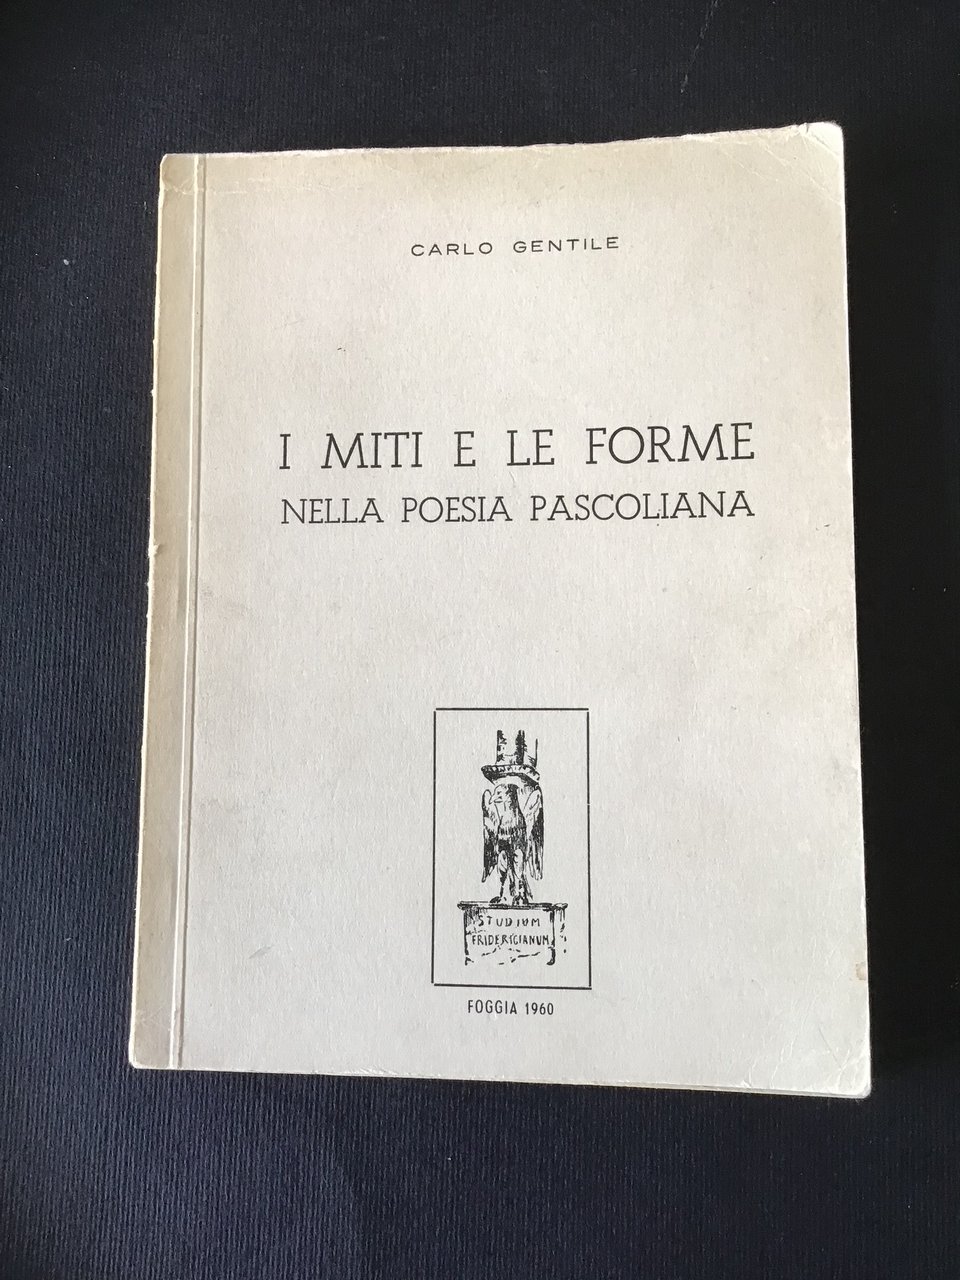 CARLO GENTILE
I MITI E LE FORME
NELLA POESIA PASCOLIANA
STUDIUM
FRIDERICIANUM
FOGGIA 1960